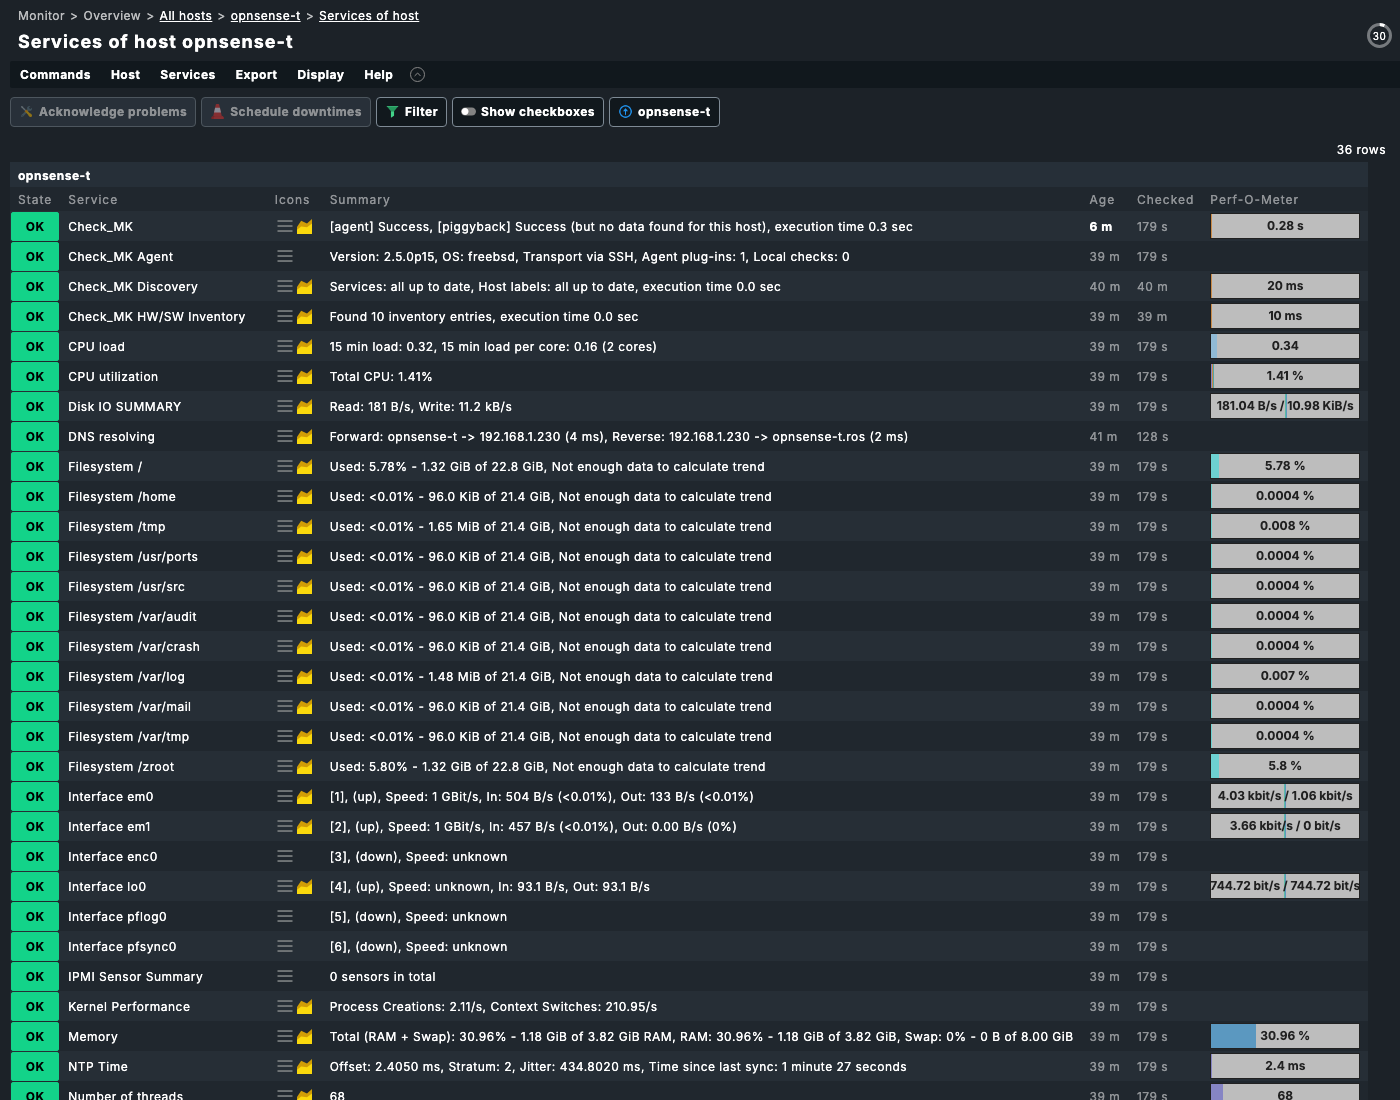 Monitor > Overview > All hosts > opnsense-t > Services of host
Services of host opnsense-t
30
Commands Host Services Export Display Help
Acknowledge problems Schedule downtimes Filter Show checkboxes opnsense-t
36 rows
opnsense-t
State Service Icons Summary Age Checked Perf-O-Meter
OK Check_MK [agent] Success, [piggyback] Success (but no data found for this host), execution time 0.3 sec 6 m 179 s 0.28 s
OK Check_MK Agent Version: 2.5.0p15, OS: freebsd, Transport via SSH, Agent plug-ins: 1, Local checks: 0 39 m 179 s
OK Check_MK Discovery Services: all up to date, Host labels: all up to date, execution time 0.0 sec 40 m 40 m 20 ms
OK Check_MK HW/SW Inventory Found 10 inventory entries, execution time 0.0 sec 39 m 39 m 10 ms
OK CPU load 15 min load: 0.32, 15 min load per core: 0.16 (2 cores) 39 m 179 s 0.34
OK CPU utilization Total CPU: 1.41% 39 m 179 s 1.41 %
OK Disk IO SUMMARY Read: 181 B/s, Write: 11.2 kB/s 39 m 179 s 181.04 B/s / 10.98 KiB/s
OK DNS resolving Forward: opnsense-t -> 192.168.1.230 (4 ms), Reverse: 192.168.1.230 -> opnsense-t.ros (2 ms) 41 m 128 s
OK Filesystem / Used: 5.78% - 1.32 GiB of 22.8 GiB, Not enough data to calculate trend 39 m 179 s 5.78 %
OK Filesystem /home Used: <0.01% - 96.0 KiB of 21.4 GiB, Not enough data to calculate trend 39 m 179 s 0.0004 %
OK Filesystem /tmp Used: <0.01% - 1.65 MiB of 21.4 GiB, Not enough data to calculate trend 39 m 179 s 0.008 %
OK Filesystem /usr/ports Used: <0.01% - 96.0 KiB of 21.4 GiB, Not enough data to calculate trend 39 m 179 s 0.0004 %
OK Filesystem /usr/src Used: <0.01% - 96.0 KiB of 21.4 GiB, Not enough data to calculate trend 39 m 179 s 0.0004 %
OK Filesystem /var/audit Used: <0.01% - 96.0 KiB of 21.4 GiB, Not enough data to calculate trend 39 m 179 s 0.0004 %
OK Filesystem /var/crash Used: <0.01% - 96.0 KiB of 21.4 GiB, Not enough data to calculate trend 39 m 179 s 0.0004 %
OK Filesystem /var/log Used: <0.01% - 1.48 MiB of 21.4 GiB, Not enough data to calculate trend 39 m 179 s 0.007 %
OK Filesystem /var/mail Used: <0.01% - 96.0 KiB of 21.4 GiB, Not enough data to calculate trend 39 m 179 s 0.0004 %
OK Filesystem /var/tmp Used: <0.01% - 96.0 KiB of 21.4 GiB, Not enough data to calculate trend 39 m 179 s 0.0004 %
OK Filesystem /zroot Used: 5.80% - 1.32 GiB of 22.8 GiB, Not enough data to calculate trend 39 m 179 s 5.8 %
OK Interface em0 [1], (up), Speed: 1 GBit/s, In: 504 B/s (<0.01%), Out: 133 B/s (<0.01%) 39 m 179 s 4.03 kbit/s / 1.06 kbit/s
OK Interface em1 [2], (up), Speed: 1 GBit/s, In: 457 B/s (<0.01%), Out: 0.00 B/s (0%) 39 m 179 s 3.66 kbit/s / 0 bit/s
OK Interface enc0 [3], (down), Speed: unknown 39 m 179 s
OK Interface lo0 [4], (up), Speed: unknown, In: 93.1 B/s, Out: 93.1 B/s 39 m 179 s 744.72 bit/s / 744.72 bit/s
OK Interface pflog0 [5], (down), Speed: unknown 39 m 179 s
OK Interface pfsync0 [6], (down), Speed: unknown 39 m 179 s
OK IPMI Sensor Summary 0 sensors in total 39 m 179 s
OK Kernel Performance Process Creations: 2.11/s, Context Switches: 210.95/s 39 m 179 s
OK Memory Total (RAM + Swap): 30.96% - 1.18 GiB of 3.82 GiB RAM, RAM: 30.96% - 1.18 GiB of 3.82 GiB, Swap: 0% - 0 B of 8.00 GiB 39 m 179 s 30.96 %
OK NTP Time Offset: 2.4050 ms, Stratum: 2, Jitter: 434.8020 ms, Time since last sync: 1 minute 27 seconds 39 m 179 s 2.4 ms
OK Number of threads 68 39 m 179 s 68